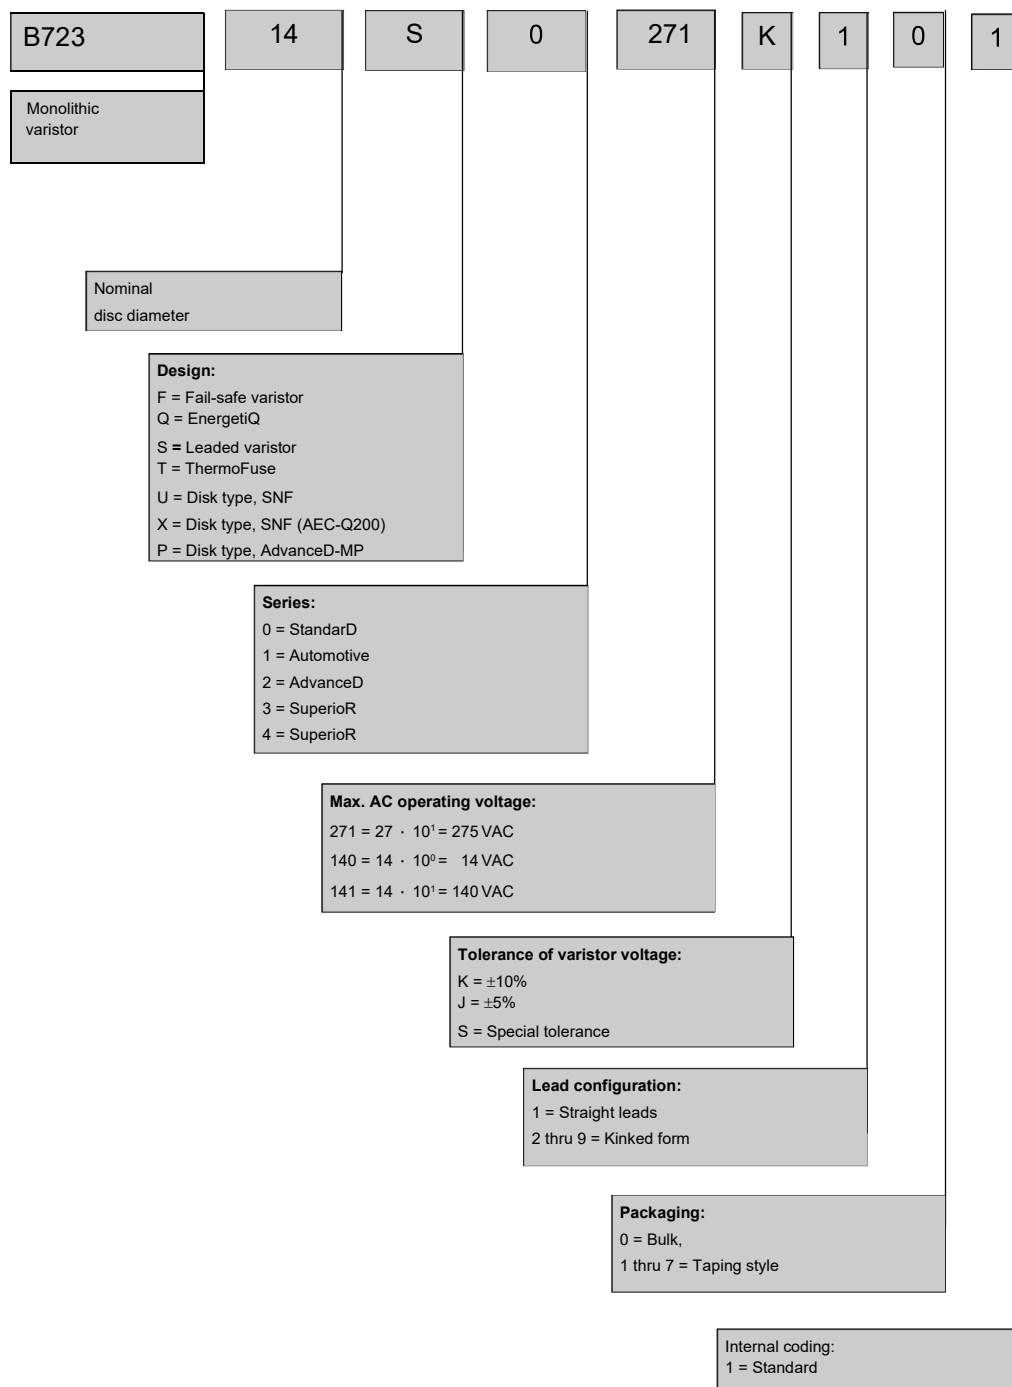 B723 14 S 0 271 K 1 0 1
Monolithic
varistor
Nominal
disc diameter
Design:
F = Fail-safe varistor
Q = EnergetiQ
S = Leaded varistor
T = ThermoFuse
U = Disk type, SNF
X = Disk type, SNF (AEC-Q200)
P = Disk type, AdvanceD-MP
Series:
0 = StandarD
1 = Automotive
2 = AdvanceD
3 = SuperioR
4 = SuperioR
Max. AC operating voltage:
271 = 27 · 10¹ = 275 VAC
140 = 14 · 10⁰ = 14 VAC
141 = 14 · 10¹ = 140 VAC
Tolerance of varistor voltage:
K = ±10%
J = ±5%
S = Special tolerance
Lead configuration:
1 = Straight leads
2 thru 9 = Kinked form
Packaging:
0 = Bulk,
1 thru 7 = Taping style
Internal coding:
1 = Standard